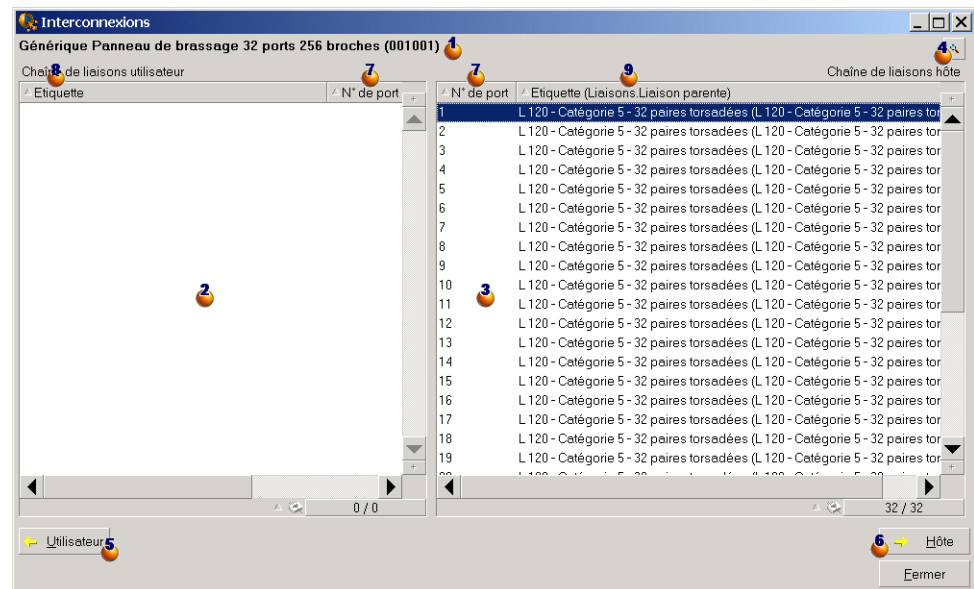 Interconnexions
Générique Panneau de brassage 32 ports 256 broches (001001) 1
4
Chaîne de liaisons utilisateur 8 7
7 9 Chaîne de liaisons hôte
Etiquette N° de port
N° de port Etiquette (Liaisons.Liaison parente)
1 L 120 - Catégorie 5 - 32 paires torsadées (L 120 - Catégorie 5 - 32 paires tor
2 L 120 - Catégorie 5 - 32 paires torsadées (L 120 - Catégorie 5 - 32 paires tor
3 L 120 - Catégorie 5 - 32 paires torsadées (L 120 - Catégorie 5 - 32 paires tor
4 L 120 - Catégorie 5 - 32 paires torsadées (L 120 - Catégorie 5 - 32 paires tor
5 L 120 - Catégorie 5 - 32 paires torsadées (L 120 - Catégorie 5 - 32 paires tor
6 L 120 - Catégorie 5 - 32 paires torsadées (L 120 - Catégorie 5 - 32 paires tor
7 L 120 - Catégorie 5 - 32 paires torsadées (L 120 - Catégorie 5 - 32 paires tor
8 L 120 - Catégorie 5 - 32 paires torsadées (L 120 - Catégorie 5 - 32 paires tor
9 L 120 - Catégorie 5 - 32 paires torsadées (L 120 - Catégorie 5 - 32 paires tor
10 L 120 - Catégorie 5 - 32 paires torsadées (L 120 - Catégorie 5 - 32 paires tor
2
3
11 L 120 - Catégorie 5 - 32 paires torsadées (L 120 - Catégorie 5 - 32 paires tor
12 L 120 - Catégorie 5 - 32 paires torsadées (L 120 - Catégorie 5 - 32 paires tor
13 L 120 - Catégorie 5 - 32 paires torsadées (L 120 - Catégorie 5 - 32 paires tor
14 L 120 - Catégorie 5 - 32 paires torsadées (L 120 - Catégorie 5 - 32 paires tor
15 L 120 - Catégorie 5 - 32 paires torsadées (L 120 - Catégorie 5 - 32 paires tor
16 L 120 - Catégorie 5 - 32 paires torsadées (L 120 - Catégorie 5 - 32 paires tor
17 L 120 - Catégorie 5 - 32 paires torsadées (L 120 - Catégorie 5 - 32 paires tor
18 L 120 - Catégorie 5 - 32 paires torsadées (L 120 - Catégorie 5 - 32 paires tor
19 L 120 - Catégorie 5 - 32 paires torsadées (L 120 - Catégorie 5 - 32 paires tor
0 / 0
32 / 32
Utilisateur 5
6 Hôte
Fermer